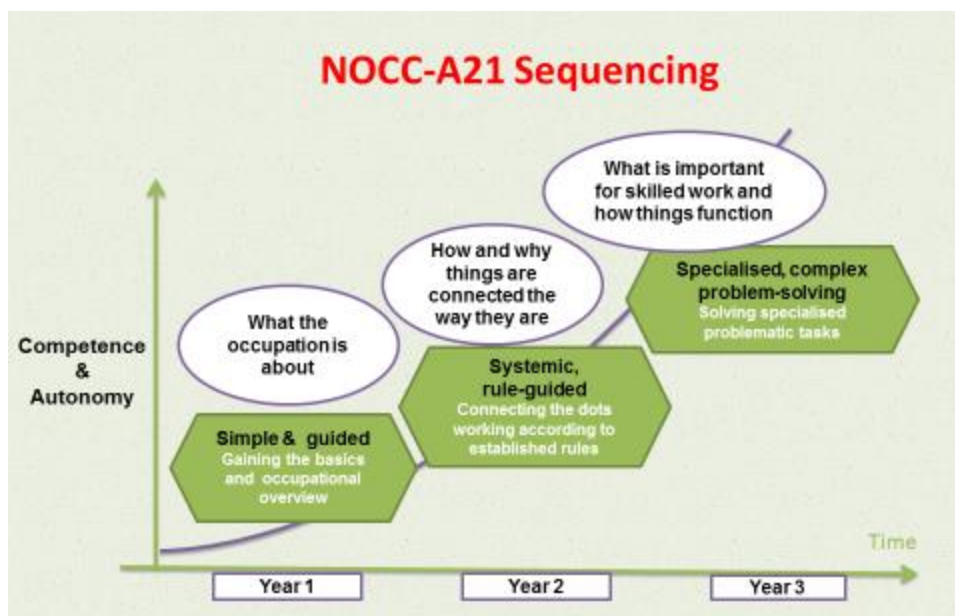 NOCC-A21 Sequencing
What is important
for skilled work and
how things function
How and why
things are
connected the
way they are
What the
occupation is
about
Specialised, complex
problem-solving
Solving specialised
problematic tasks
Systemic,
rule-guided
Connecting the dots
working according to
established rules
Simple & guided
Gaining the basics
and occupational
overview
Competence
&
Autonomy
Time
Year 1
Year 2
Year 3